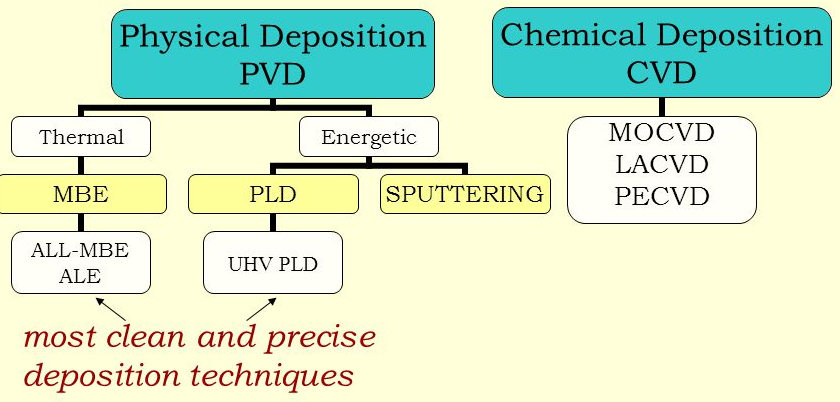 Physical Deposition
PVD
Chemical Deposition
CVD
Thermal
Energetic
MOCVD
LACVD
PECVD
MBE
PLD
SPUTTERING
ALL-MBE
ALE
UHV PLD
most clean and precise
deposition techniques